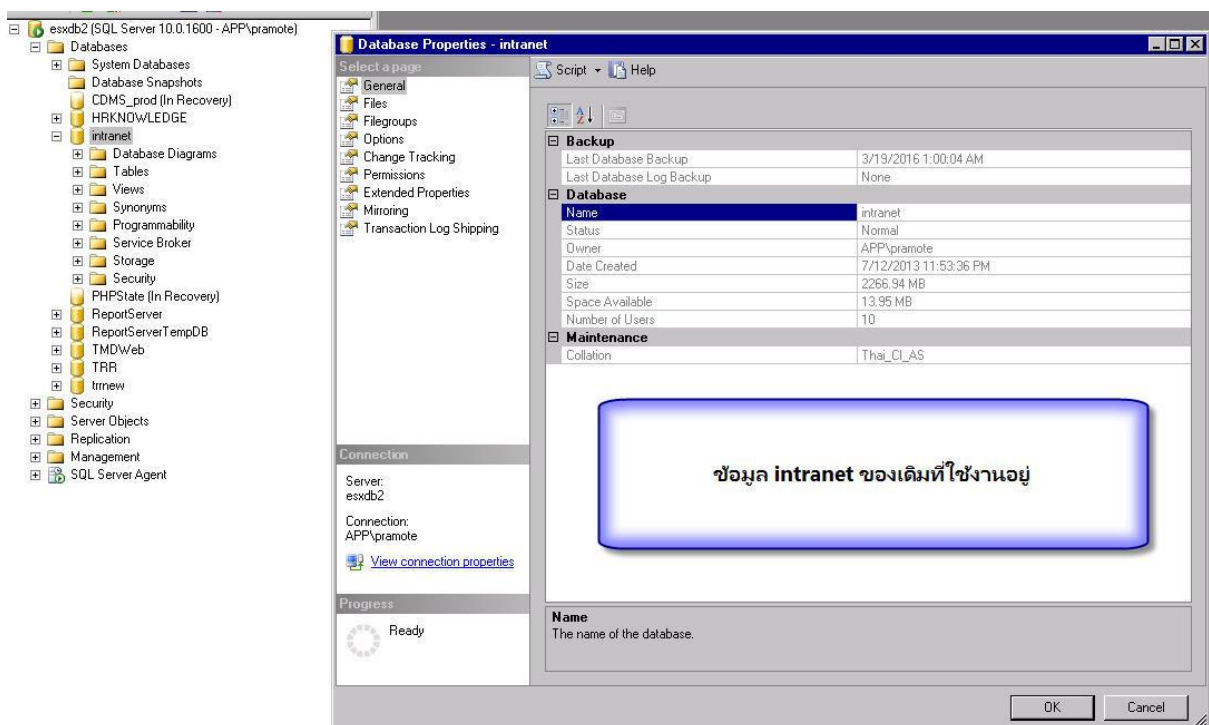 esxdb2 (SQL Server 10.0.1600 - APP\pramote)
Databases
System Databases
Database Snapshots
CDMS_prod (In Recovery)
HRKNOWLEDGE
intranet
Database Diagrams
Tables
Views
Synonyms
Programmability
Service Broker
Storage
Security
PHPState (In Recovery)
ReportServer
ReportServerTempDB
TMDWeb
TRR
trrnew
Security
Server Objects
Replication
Management
SQL Server Agent
Database Properties - intranet
Select a page
General
Files
Filegroups
Options
Change Tracking
Permissions
Extended Properties
Mirroring
Transaction Log Shipping
Connection
Server:
esxdb2
Connection:
APP\pramote
View connection properties
Progress
Ready
Script Help
Backup
Last Database Backup 3/19/2016 1:00:04 AM
Last Database Log Backup None
Database
Name intranet
Status Normal
Owner APP\pramote
Date Created 7/12/2013 11:53:36 PM
Size 2266.94 MB
Space Available 13.95 MB
Number of Users 10
Maintenance
Collation Thai_CI_AS
ข้อมูล intranet ของเดิมที่ใช้งานอยู่
Name
The name of the database.
OK Cancel